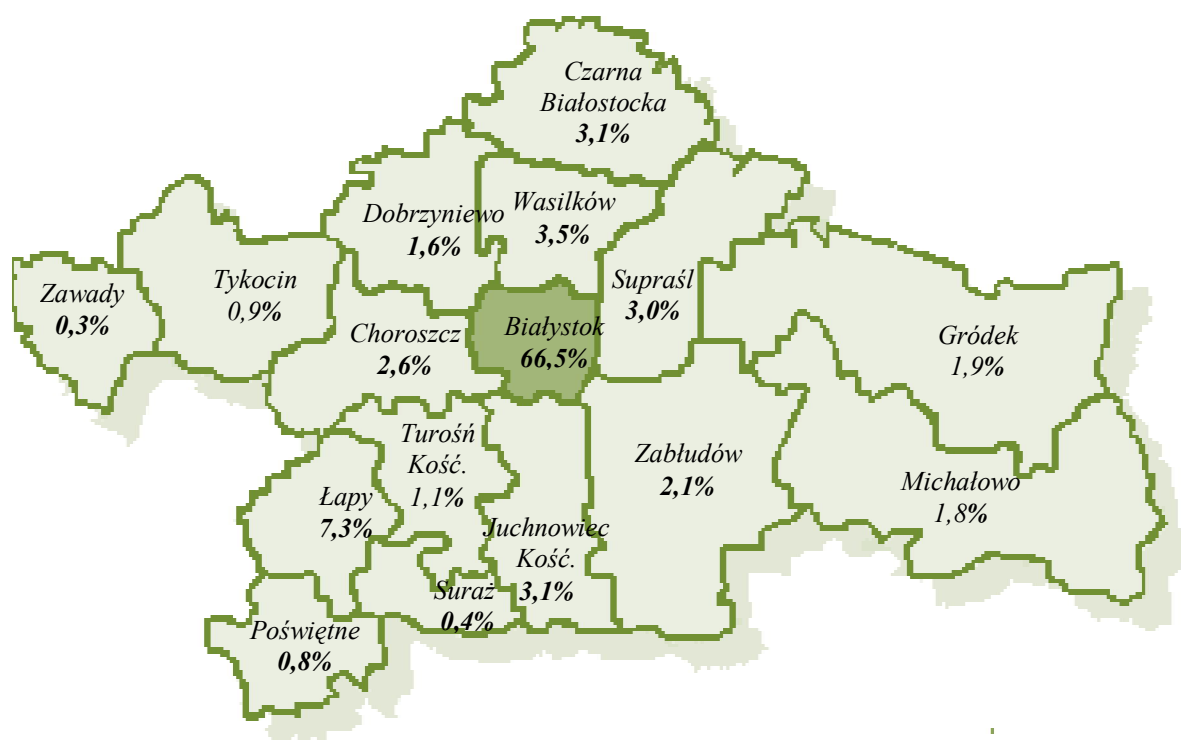 Czarna
Białostocka
3,1%
Dobrzyniewo
1,6%
Wasilków
3,5%
Zawady
0,3%
Tykocin
0,9%
Supraśl
3,0%
Choroszcz
2,6%
Białystok
66,5%
Gródek
1,9%
Turośń
Kość.
1,1%
Zabłudów
2,1%
Michałowo
1,8%
Łapy
7,3%
Juchnowiec
Kość.
3,1%
Suraż
0,4%
Poświętne
0,8%